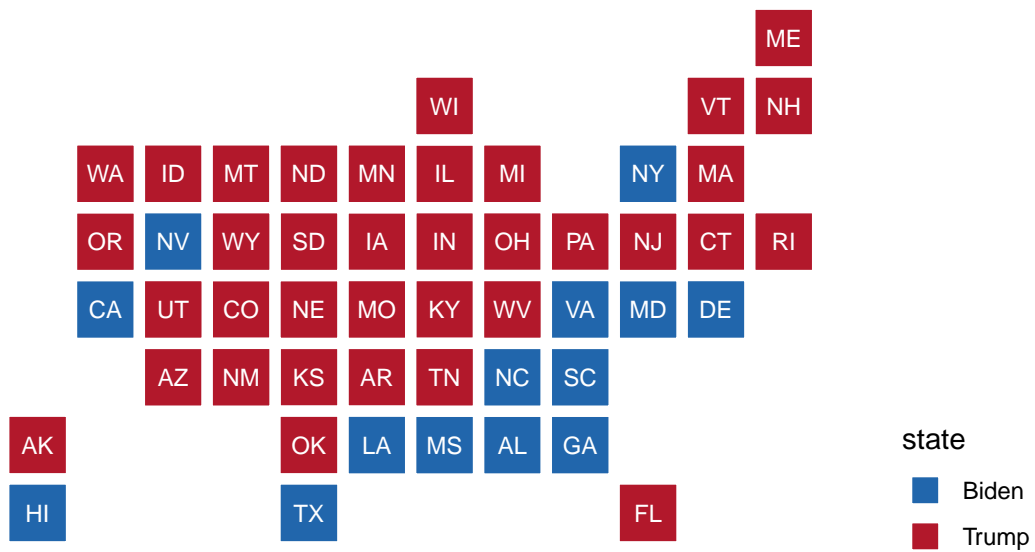 ME
WI VT NH
WA ID MT ND MN IL MI NY MA
OR NV WY SD IA IN OH PA NJ CT RI
CA UT CO NE MO KY WV VA MD DE
AZ NM KS AR TN NC SC
AK OK LA MS AL GA
HI TX FL
state
Biden
Trump